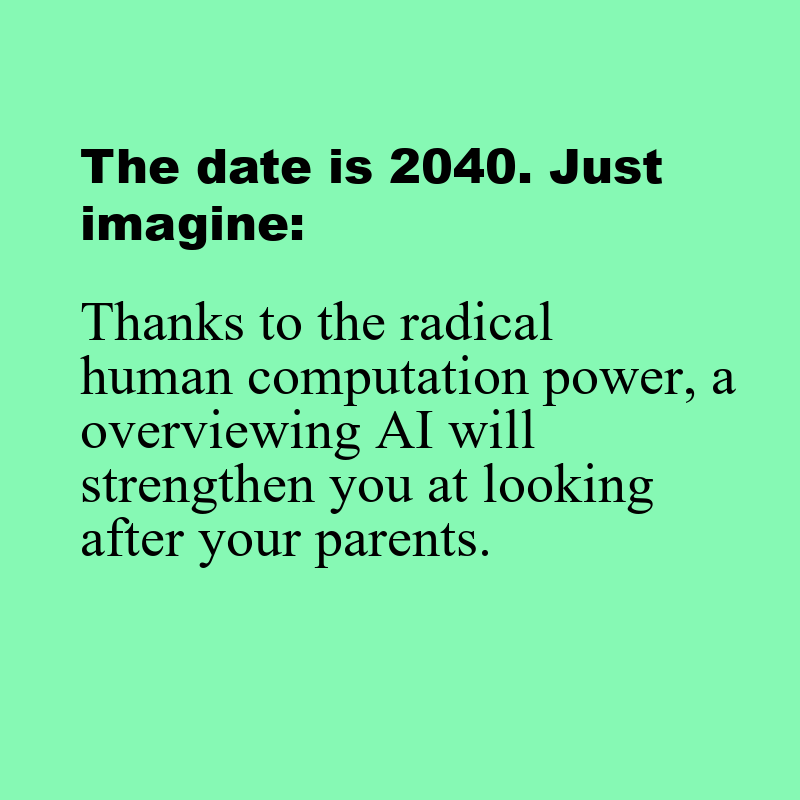 The date is 2040. Just
imagine:
Thanks to the radical
human computation power, a
overviewing AI will
strengthen you at looking
after your parents.